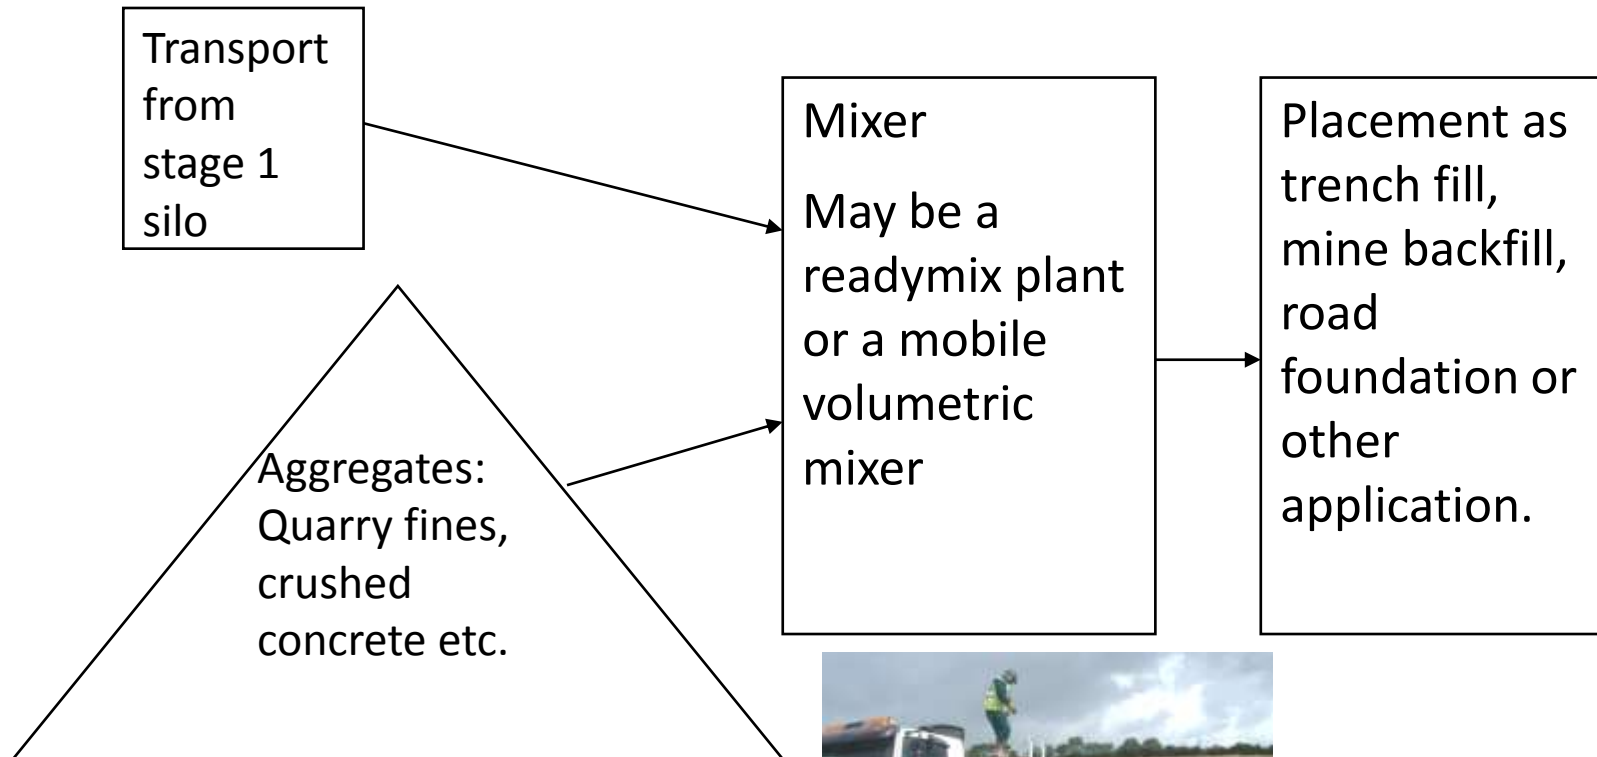 Transport
from
stage 1
silo
Aggregates:
Quarry fines,
crushed
concrete etc.
Mixer
May be a
readymix plant
or a mobile
volumetric
mixer
Placement as
trench fill,
mine backfill,
road
foundation or
other
application.